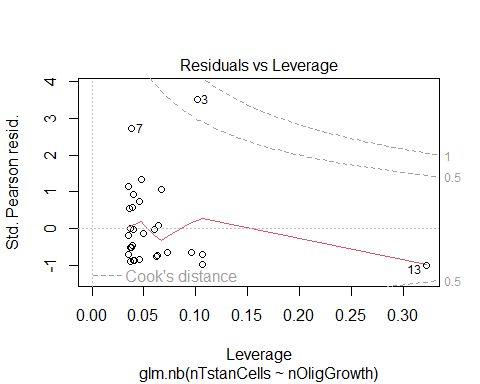 Residuals vs Leverage
Std. Pearson resid.
4
3
2
1
0
-1
3
7
13
1
0.5
0.5
Cook's distance
0.00 0.05 0.10 0.15 0.20 0.25 0.30
Leverage
glm.nb(nTstanCells ~ nOligGrowth)